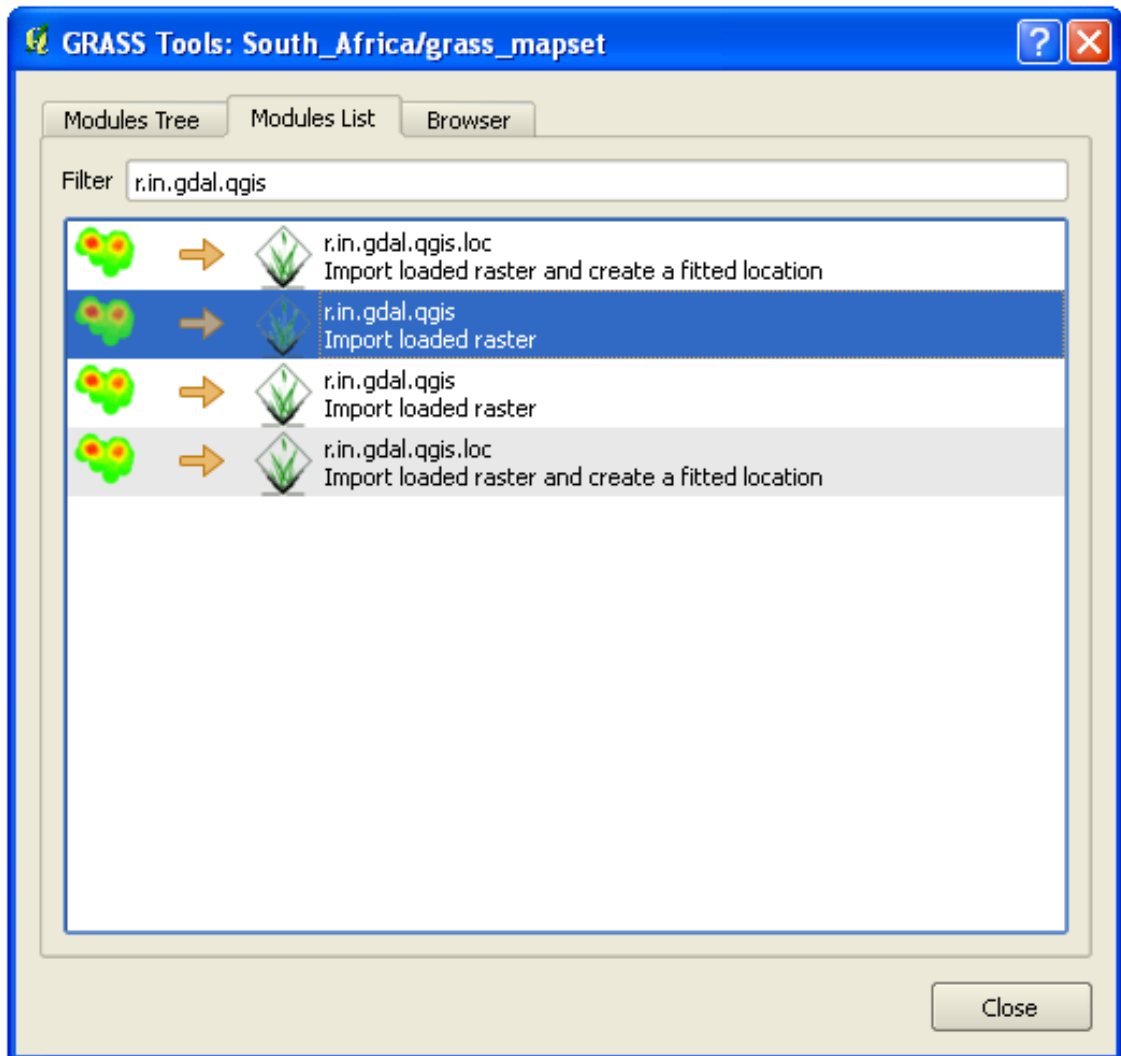 GRASS Tools: South_Africa/grass_mapset
Modules Tree Modules List Browser
Filter r.in.gdal.qgis
r.in.gdal.qgis.loc
Import loaded raster and create a fitted location
r.in.gdal.qgis
Import loaded raster
r.in.gdal.qgis
Import loaded raster
r.in.gdal.qgis.loc
Import loaded raster and create a fitted location
Close